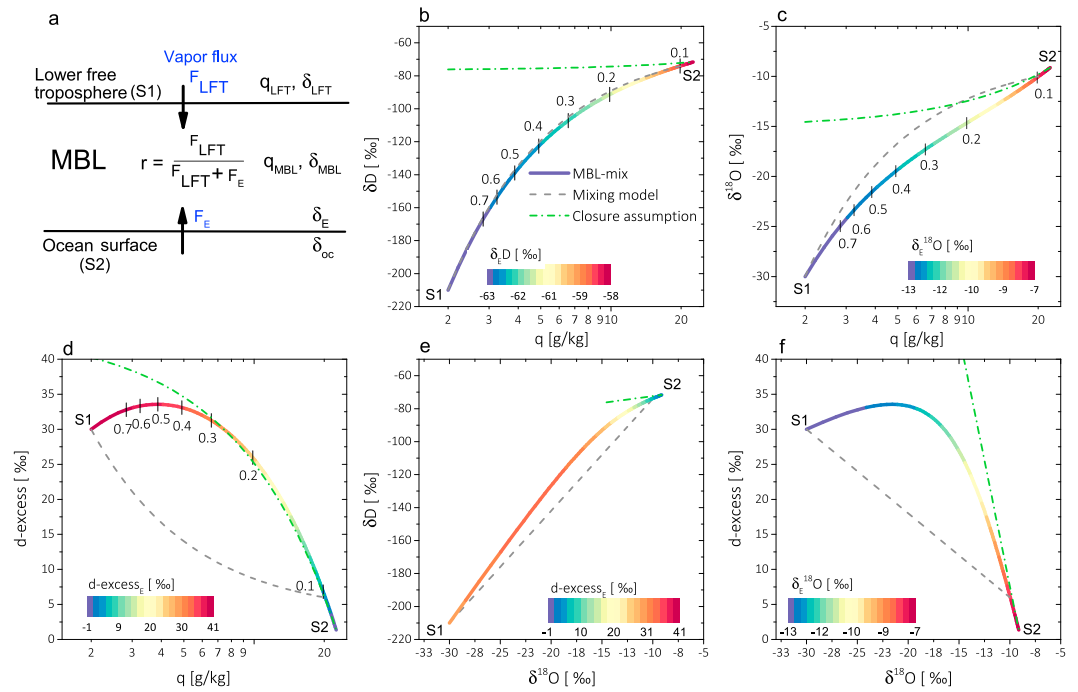 a
Vapor flux
Lower free
troposphere (S1)
F_LFT
q_LFT, δ_LFT
MBL
r = F_LFT / F_LFT + F_E
q_MBL, δ_MBL
F_E
δ_E
Ocean surface
(S2)
δ_oc
b
-60
-80
-100
-120
-140
-160
-180
-200
-220
δD [ ‰]
0.1
S2
0.2
0.3
0.4
0.5
0.6
0.7
S1
MBL-mix
Mixing model
Closure assumption
δ_E D [ ‰]
-63 -62 -61 -59 -58
2 3 4 5 6 7 8 9 10 20
q [g/kg]
c
-5
-10
-15
-20
-25
-30
δ18O [ ‰]
S2
0.1
0.2
0.3
0.4
0.5
0.6
0.7
S1
δ_E 18O [ ‰]
-13 -12 -10 -9 -7
2 3 4 5 6 7 8 9 10 20
q [g/kg]
d
40
35
30
25
20
15
10
5
0
d-excess [ ‰]
S1
0.7 0.6 0.5 0.4 0.3
0.2
0.1
S2
d-excess_E [ ‰]
-1 9 20 30 41
2 3 4 5 6 7 8 9 20
q [g/kg]
e
-60
-80
-100
-120
-140
-160
-180
-200
-220
δD [ ‰]
S2
S1
d-excess_E [ ‰]
-1 10 20 31 41
-33 -30 -28 -25 -23 -20 -18 -15 -13 -10 -8 -5
δ18O [ ‰]
f
40
35
30
25
20
15
10
5
0
d-excess [ ‰]
S1
S2
δ_E 18O [ ‰]
-13 -12 -10 -9 -7
-33 -30 -28 -25 -23 -20 -18 -15 -13 -10 -8 -5
δ18O [ ‰]